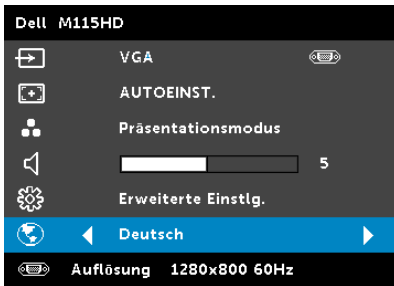 Dell M115HD
VGA
AUTOEINST.
Präsentationsmodus
5
Erweiterte Einstlg.
Deutsch
Auflösung 1280x800 60Hz